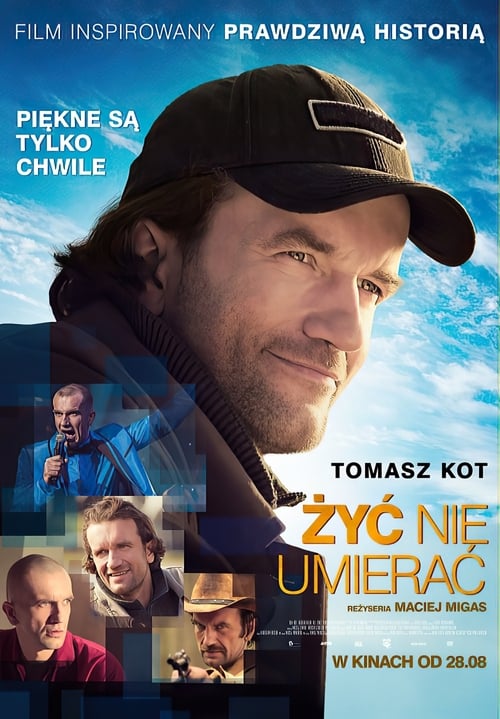 FILM INSPIROWANY PRAWDZIWĄ HISTORIĄ
PIĘKNE SĄ
TYLKO
CHWILE
TOMASZ KOT
ŻYĆ NIE
UMIERAĆ
REŻYSERIA MACIEJ MIGAS
W KINACH OD 28.08